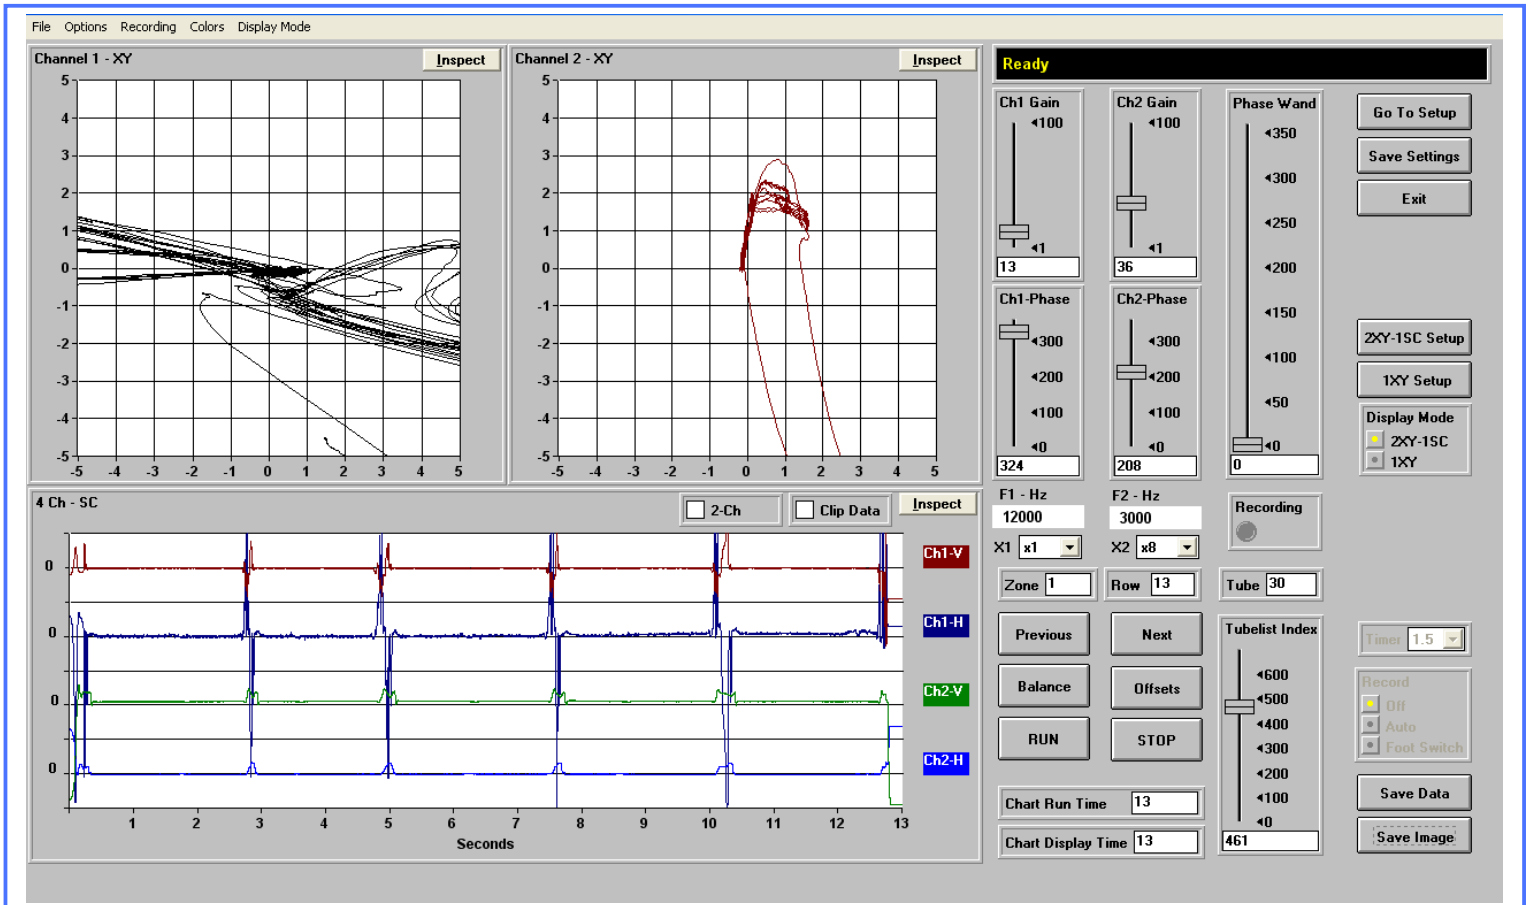 File Options Recording Colors Display Mode
Channel 1 - XY Inspect
5
4
3
2
1
0
-1
-2
-3
-4
-5
-5 -4 -3 -2 -1 0 1 2 3 4 5
Channel 2 - XY Inspect
5
4
3
2
1
0
-1
-2
-3
-4
-5
-5 -4 -3 -2 -1 0 1 2 3 4 5
4 Ch - SC 2-Ch Clip Data Inspect
0
0
0
0
Ch1-V
Ch1-H
Ch2-V
Ch2-H
1 2 3 4 5 6 7 8 9 10 11 12 13
Seconds
Ready
Ch1 Gain
100
1
13
Ch2 Gain
100
1
36
Phase Wand
350
300
250
200
150
100
50
0
0
Ch1-Phase
300
200
100
0
324
Ch2-Phase
300
200
100
0
208
Go To Setup
Save Settings
Exit
2XY-1SC Setup
1XY Setup
Display Mode
2XY-1SC
1XY
F1 - Hz
12000
X1 x1
F2 - Hz
3000
X2 x8
Recording
Zone 1 Row 13 Tube 30
Previous Next
Balance Offsets
RUN STOP
Chart Run Time 13
Chart Display Time 13
Tubelist Index
600
500
400
300
200
100
0
461
Timer 1.5
Record
Off
Auto
Foot Switch
Save Data
Save Image